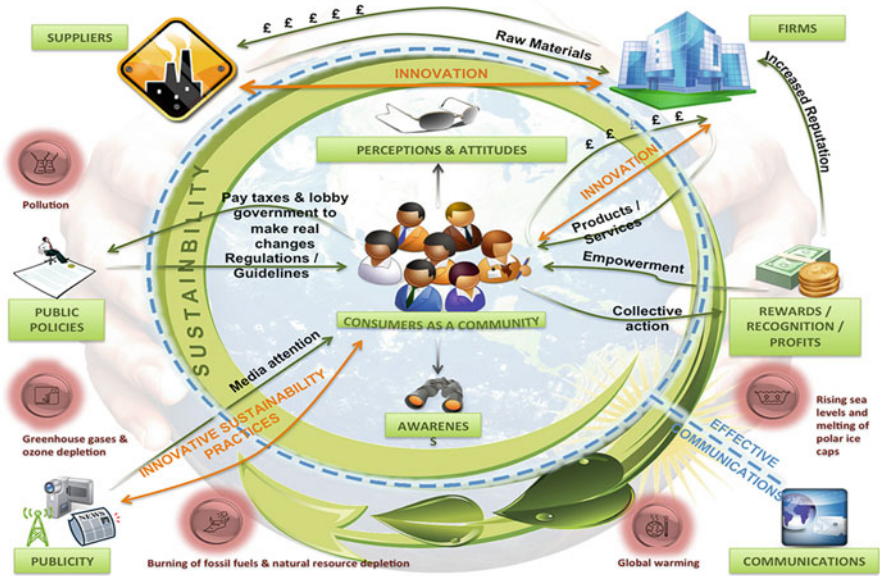 £ £ £ £ £
SUPPLIERS
FIRMS
Raw Materials
INNOVATION
Increased Reputation
£ £ £ £
PERCEPTIONS & ATTITUDES
INNOVATION
SUSTAINBILITY
Pollution
Pay taxes & lobby
government to
make real
changes
Regulations /
Guidelines
Products /
Services
Empowerment
PUBLIC
POLICIES
CONSUMERS AS A COMMUNITY
Collective
action
REWARDS /
RECOGNITION /
PROFITS
Media attention
INNOVATIVE SUSTAINABILITY
PRACTICES
AWARENES
S
Greenhouse gases &
ozone depletion
Rising sea
levels and
melting of
polar ice
caps
EFFECTIVE
COMMUNICATIONS
NEWS
PUBLICITY
Burning of fossil fuels & natural resource depletion
Global warming
COMMUNICATIONS